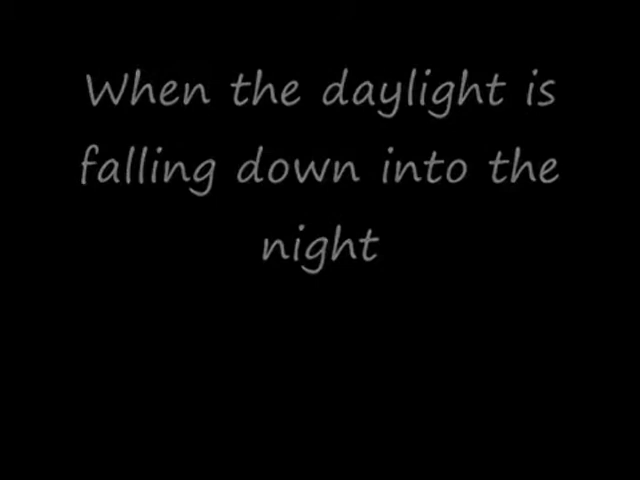 When the daylight is
falling down into the
night